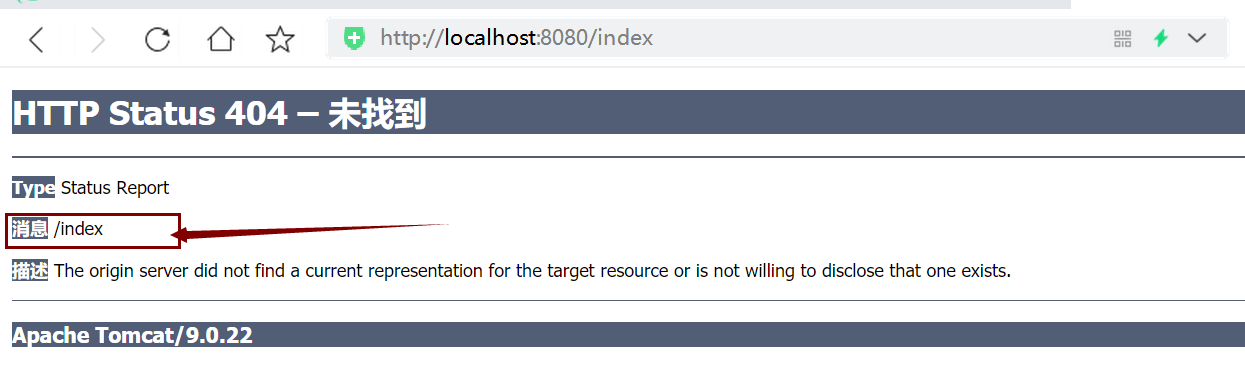 http://localhost:8080/index
HTTP Status 404 – 未找到
Type Status Report
消息 /index
描述 The origin server did not find a current representation for the target resource or is not willing to disclose that one exists.
Apache Tomcat/9.0.22